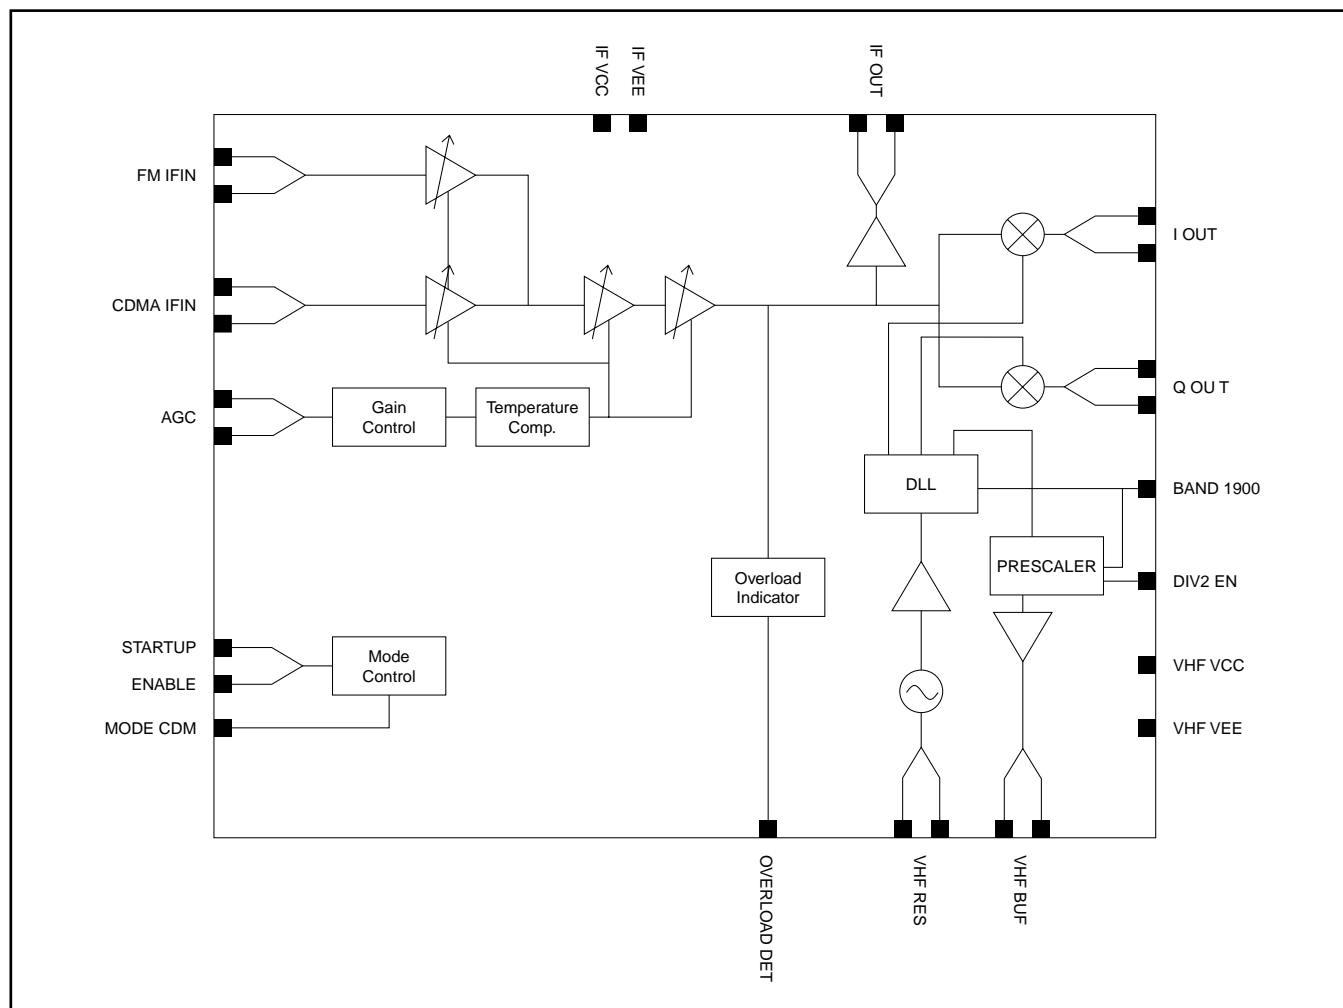 IF VCC
IF VEE
IF OUT
FM IFIN
CDMA IFIN
AGC
Gain
Control
Temperature
Comp.
I OUT
Q OU T
DLL
BAND 1900
PRESCALER
DIV2 EN
Overload
Indicator
STARTUP
ENABLE
MODE CDM
Mode
Control
VHF VCC
VHF VEE
OVERLOAD DET
VHF RES
VHF BUF